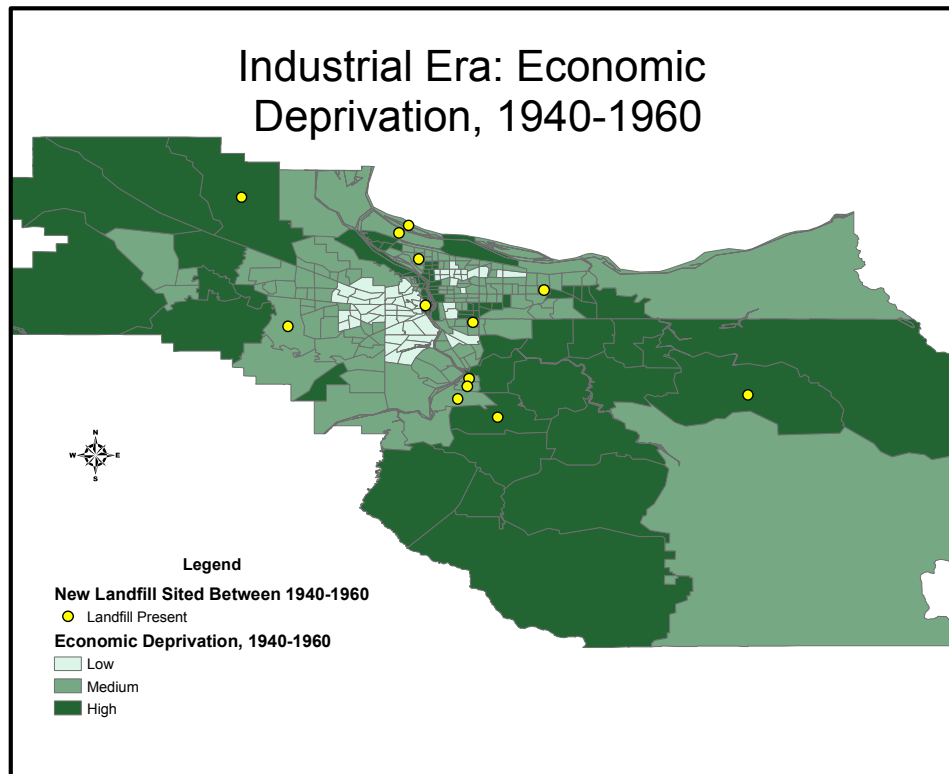 Industrial Era: Economic
Deprivation, 1940-1960
N
W E
S
Legend
New Landfill Sited Between 1940-1960
Landfill Present
Economic Deprivation, 1940-1960
Low
Medium
High